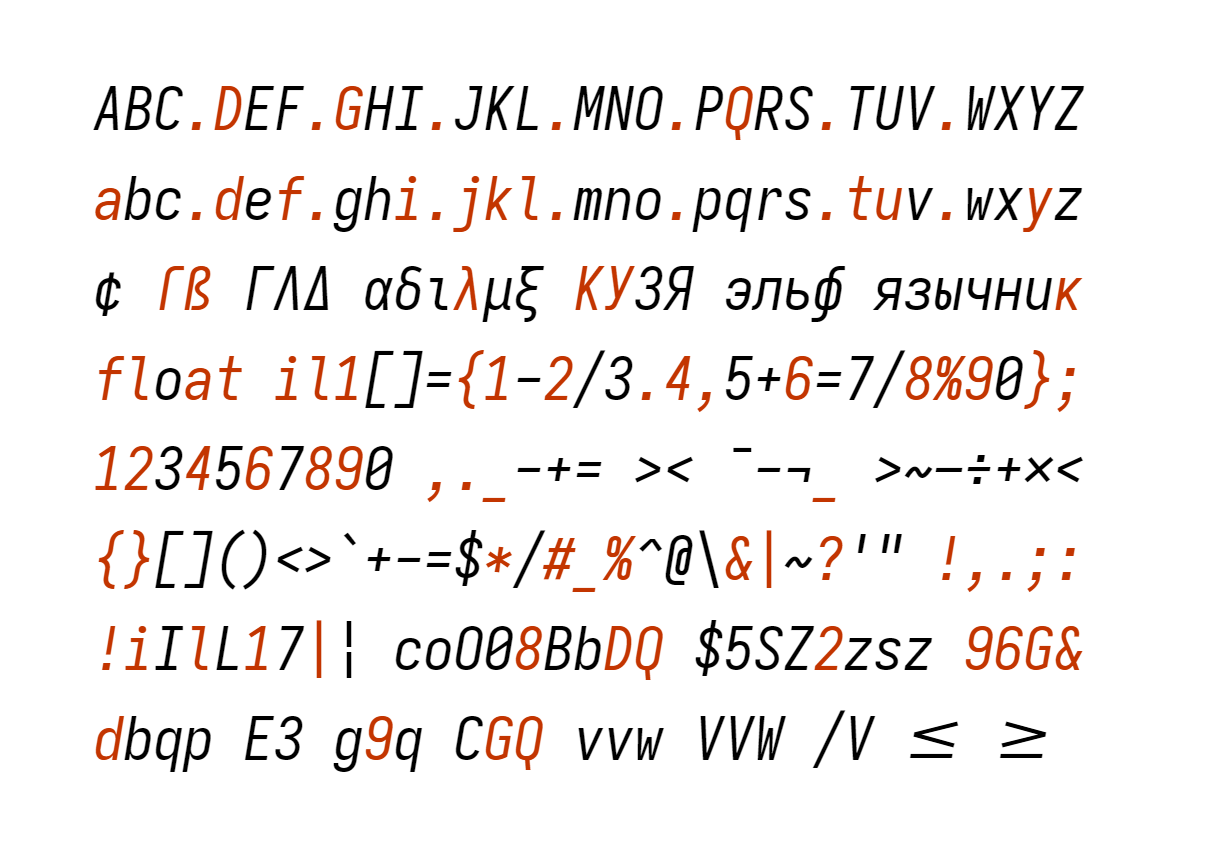 ABC.DEF.GHI.JKL.MNO.PQRS.TUV.WXYZ
abc.def.ghi.jkl.mno.pqrs.tuv.wxyz
¢ ſß ΓΛΔ αδιλμξ КУЗЯ эльф язычник
float il1[]={1-2/3.4,5+6=7/8%90};
1234567890 ,._-+= >< ¯-¬_ >~–÷+×<
{}[]()<>`+-=$*/#_%^@\&|~?'" !,.;:
!iIlL17|¦ coO08BbDQ $5SZ2zsz 96G&
dbqp E3 g9q CGQ vvw VVW /V ≤ ≥